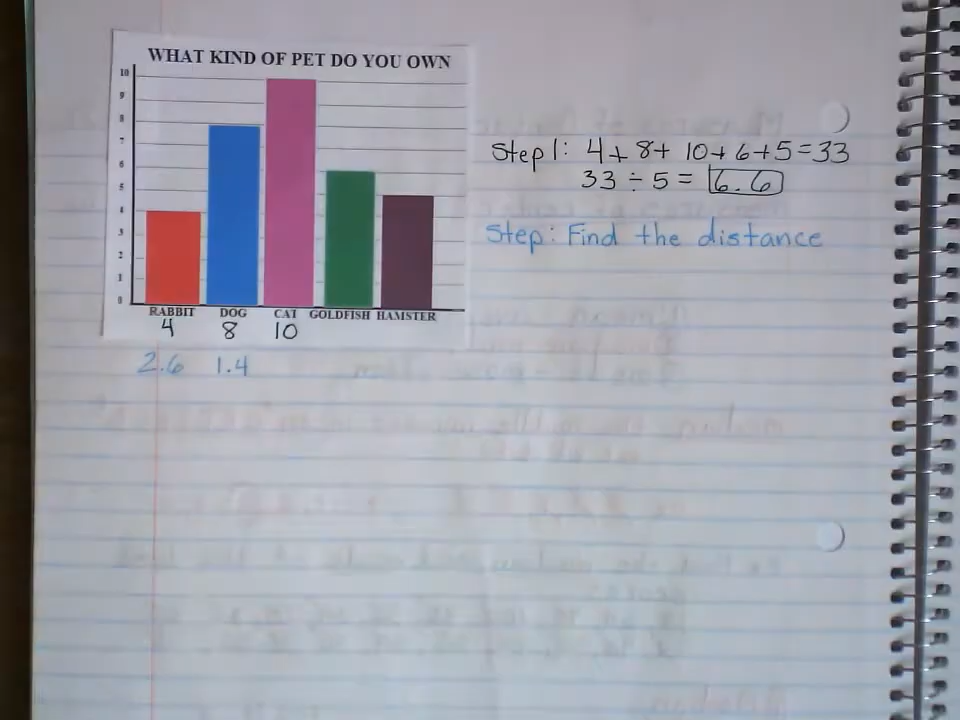 WHAT KIND OF PET DO YOU OWN
10
9
8
7
6
5
4
3
2
1
0
RABBIT DOG CAT GOLDFISH HAMSTER
4 8 10
2.6 1.4
Step 1: 4+ 8+ 10+ 6+5=33
33 ÷ 5 = 6.6
Step: Find the distance